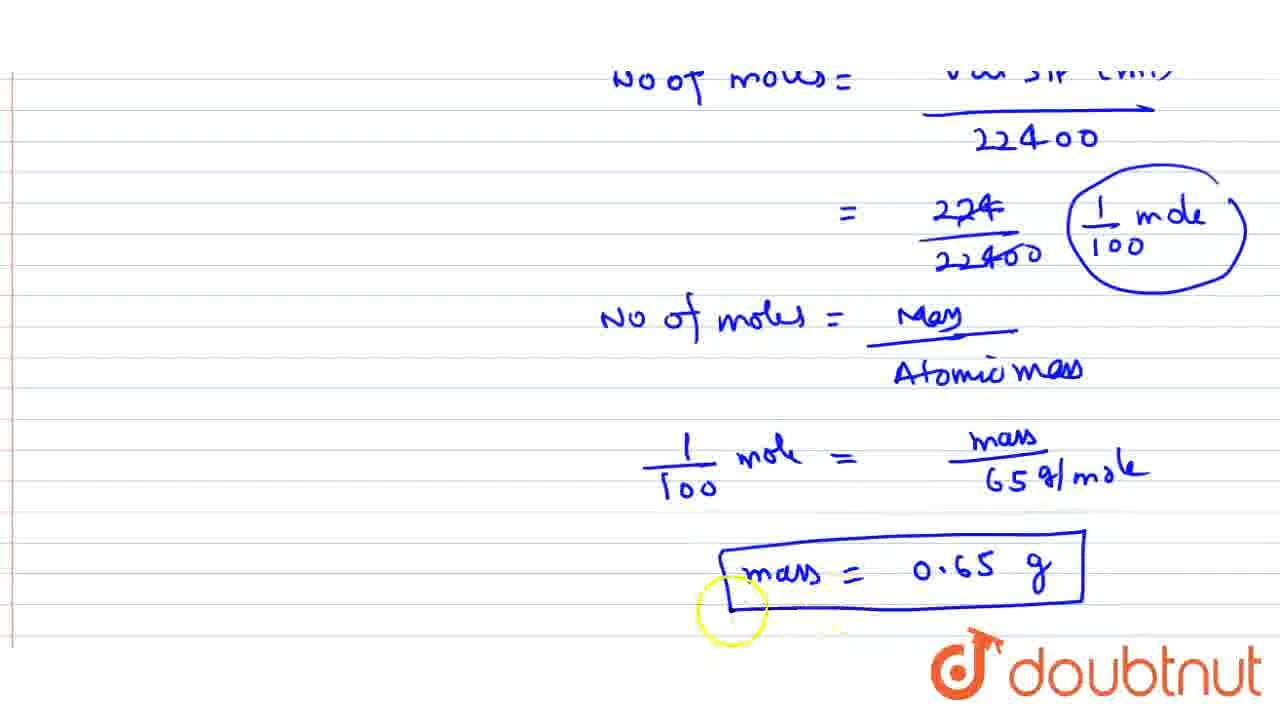 No of moles =
22400
= 224/22400 1/100 mole
No of moles = Mass/Atomic mass
1/100 mole = mass/65 g/mole
mass = 0.65 g
doubtnut